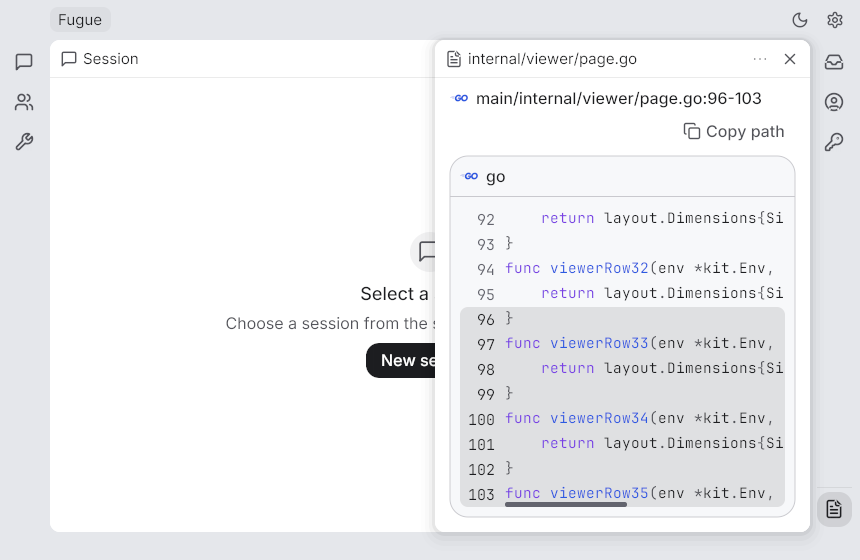 Fugue
Session
internal/viewer/page.go
GO main/internal/viewer/page.go:96-103
Copy path
GO go
92     return layout.Dimensions{Si
93 }
94 func viewerRow32(env *kit.Env,
95     return layout.Dimensions{Si
96 }
97 func viewerRow33(env *kit.Env,
98     return layout.Dimensions{Si
99 }
100 func viewerRow34(env *kit.Env,
101     return layout.Dimensions{Si
102 }
103 func viewerRow35(env *kit.Env,
Select a
Choose a session from the s
New se